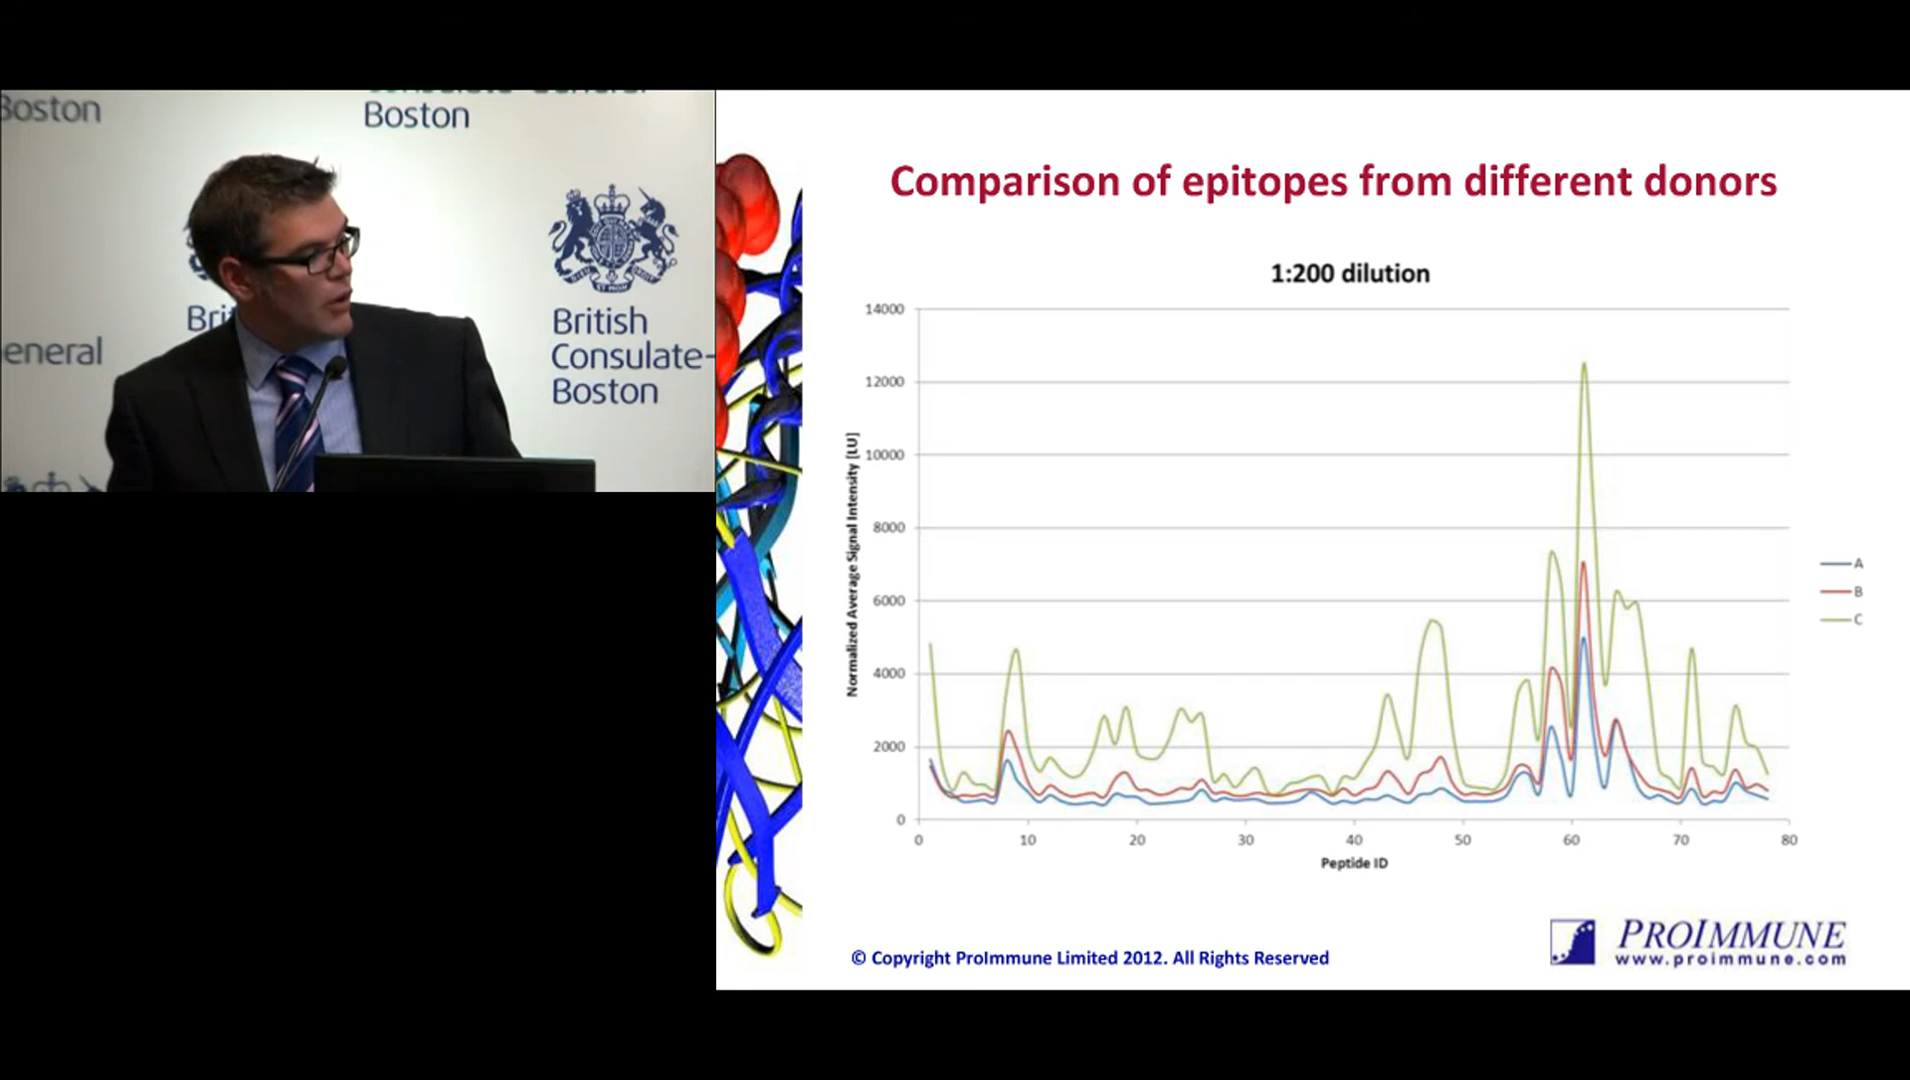 Boston
Consulate-General
Boston
Bri
eneral
British
Consulate-
Boston
Comparison of epitopes from different donors
1:200 dilution
Normalized Average Signal Intensity [LU]
14000
12000
10000
8000
6000
4000
2000
0
0 10 20 30 40 50 60 70 80
Peptide ID
A
B
C
© Copyright ProImmune Limited 2012. All Rights Reserved
PROIMMUNE
www.proimmune.com